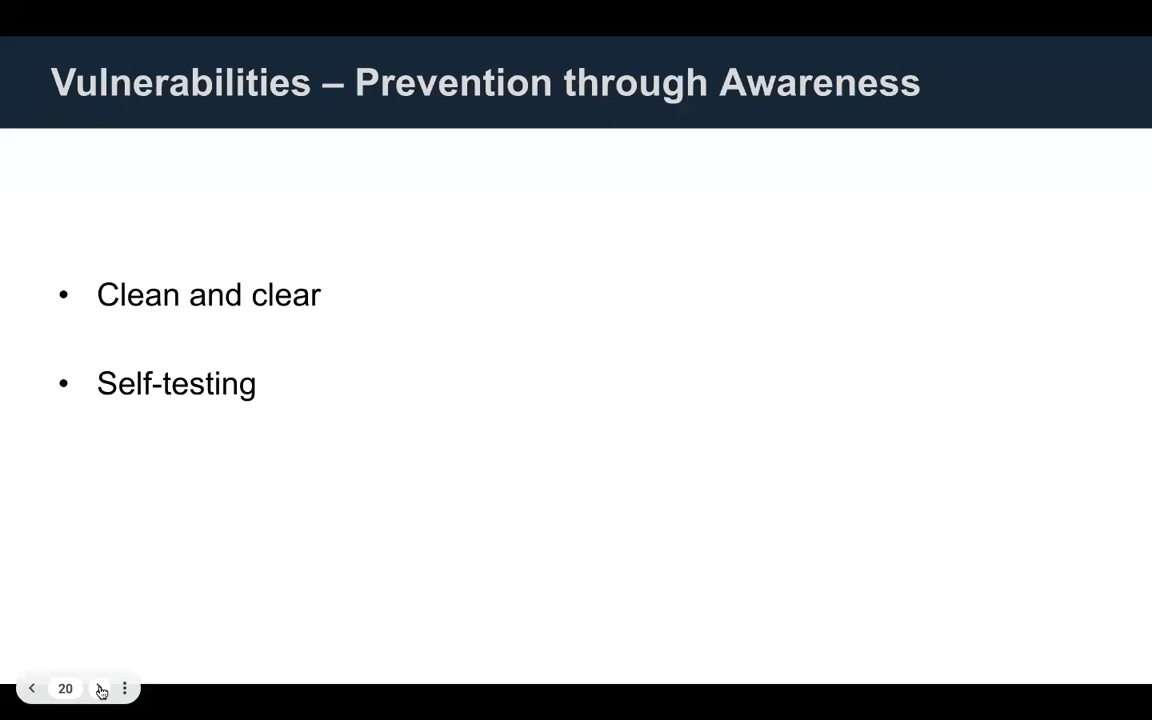 Vulnerabilities – Prevention through Awareness
• Clean and clear
• Self-testing
20